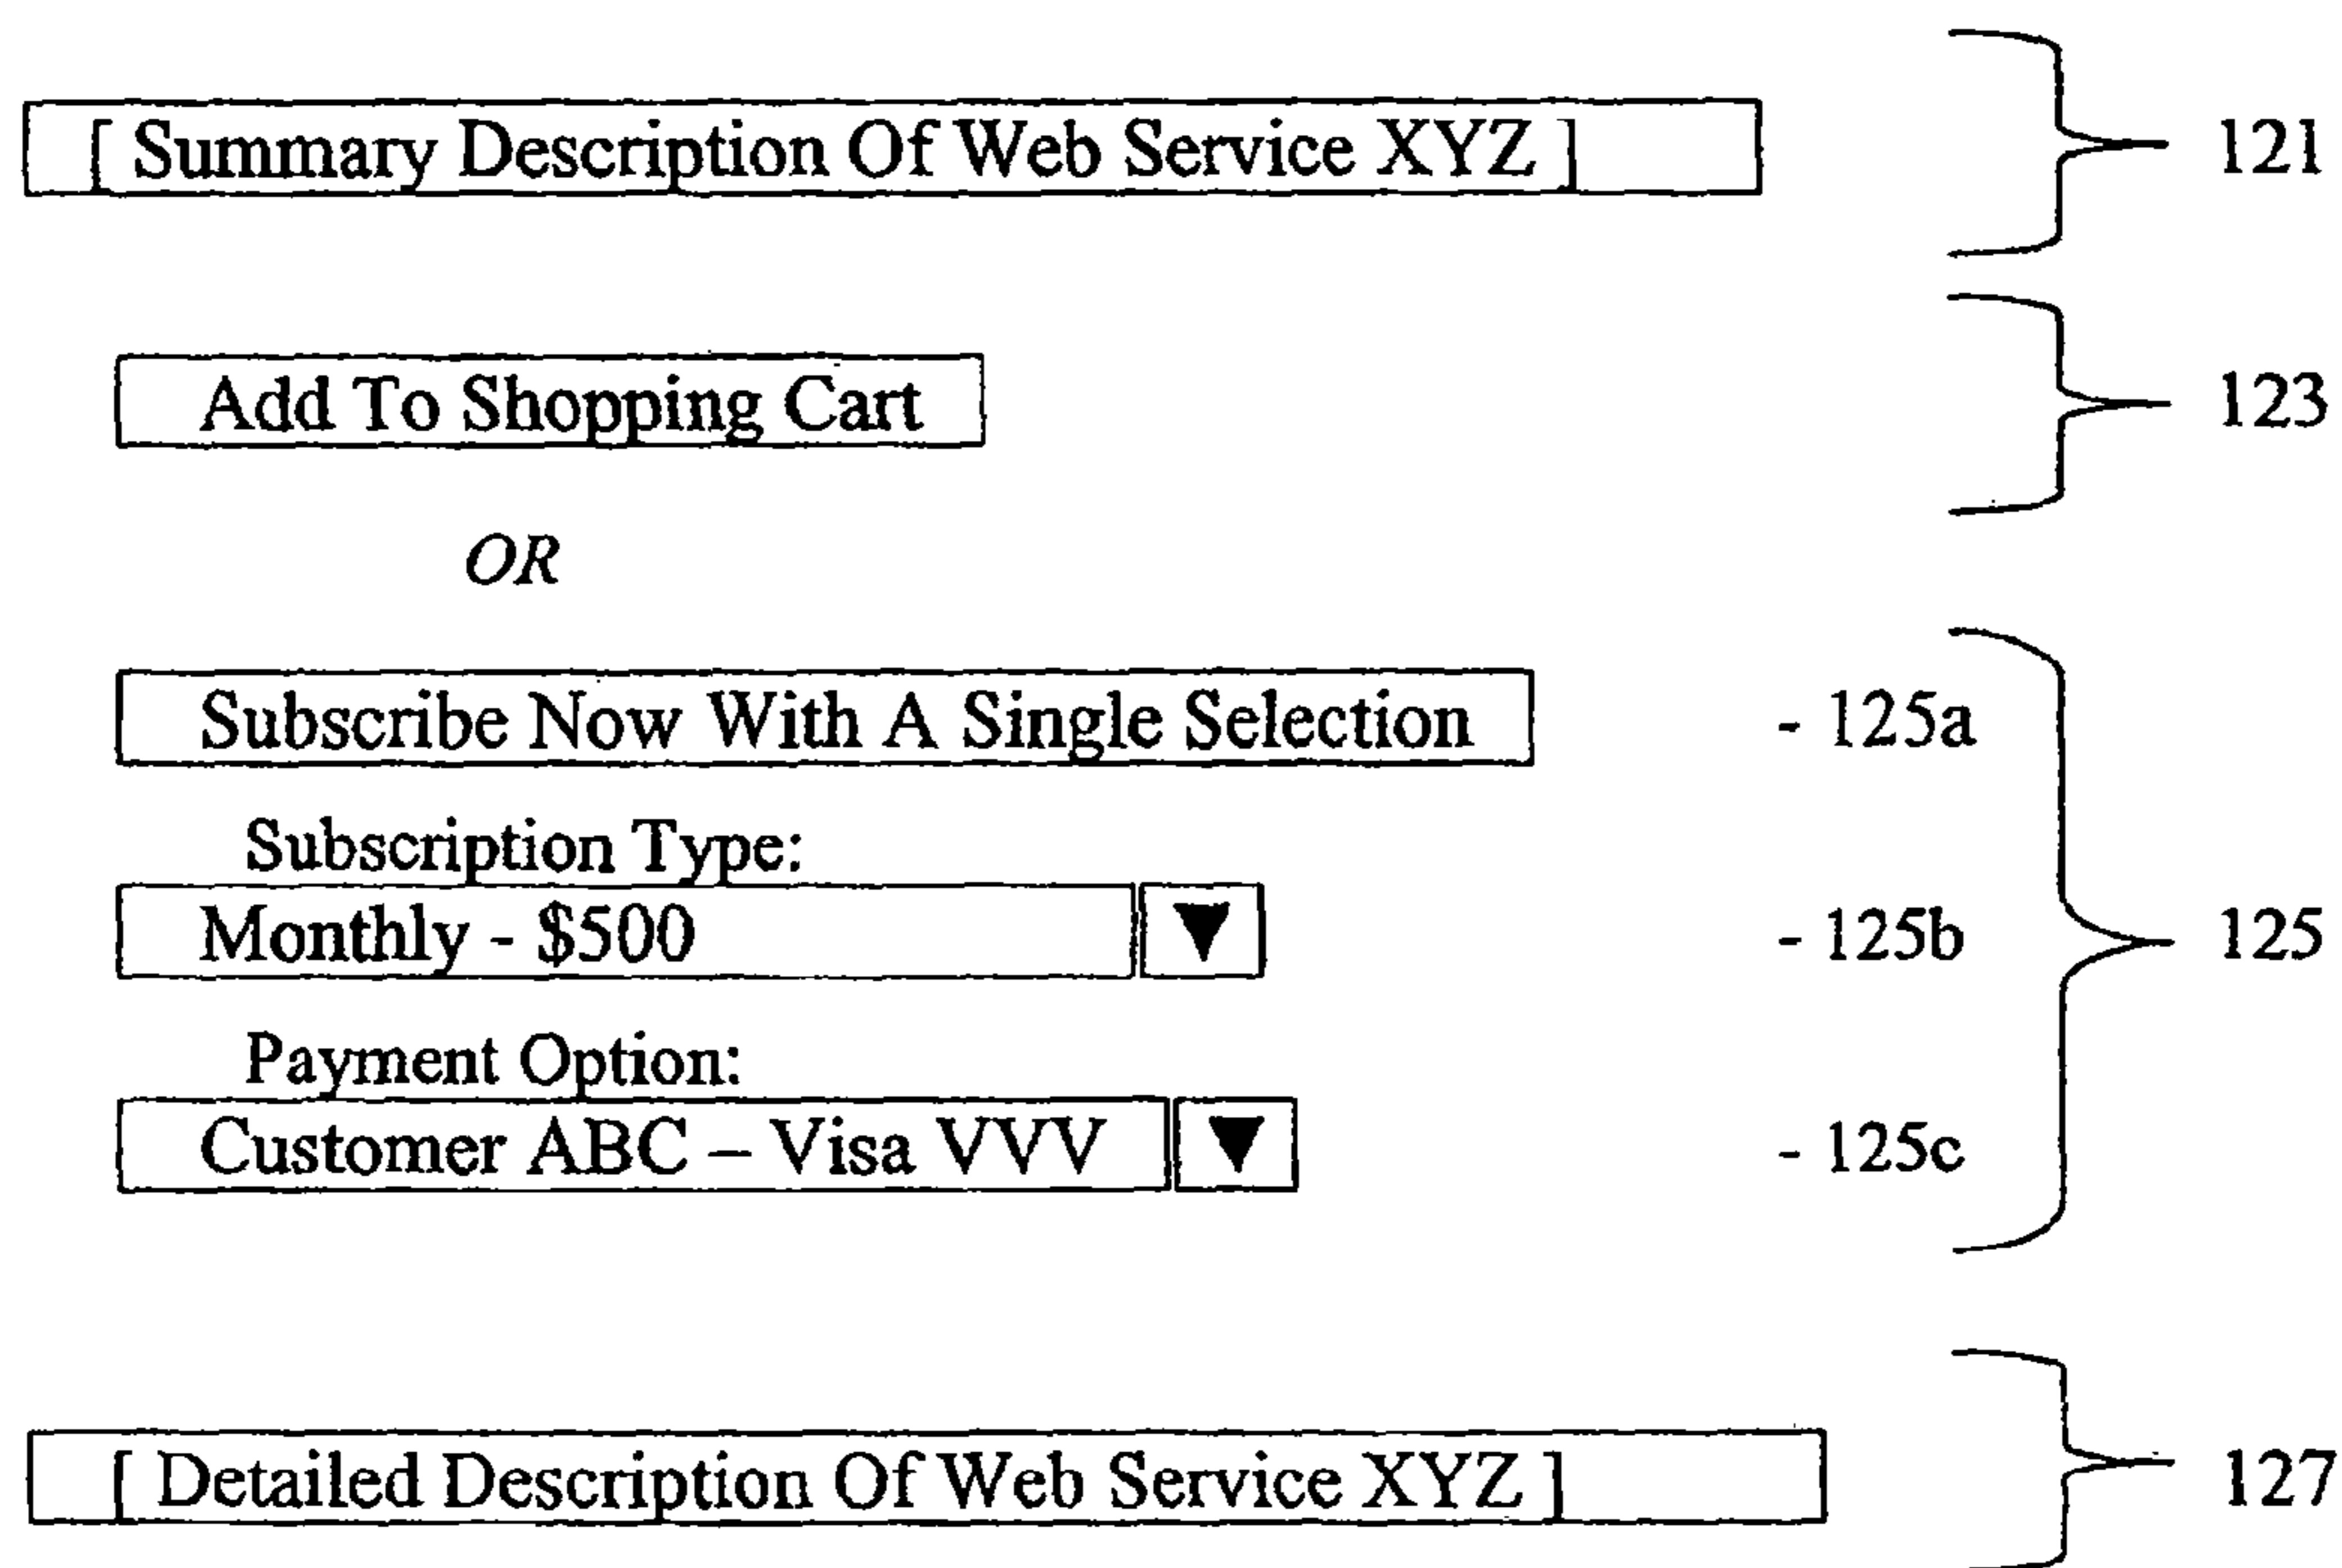 [ Summary Description Of Web Service XYZ ] 121
Add To Shopping Cart 123
OR
Subscribe Now With A Single Selection - 125a
Subscription Type:
Monthly - $500 - 125b 125
Payment Option:
Customer ABC – Visa VVV - 125c
[ Detailed Description Of Web Service XYZ ] 127